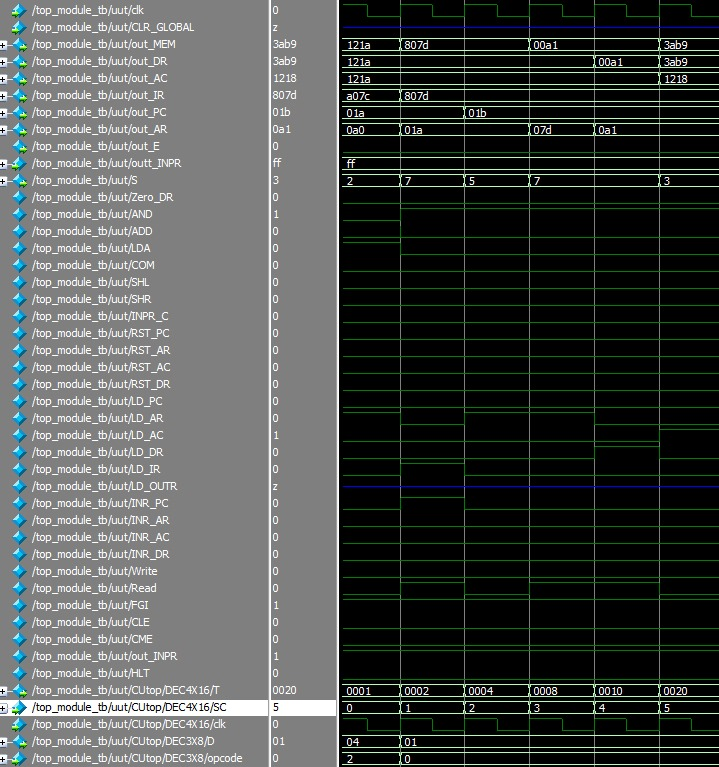 /top_module_tb/uut/clk 0
/top_module_tb/uut/CLR_GLOBAL z
/top_module_tb/uut/out_MEM 3ab9 121a 807d 00a1 3ab9
/top_module_tb/uut/out_DR 3ab9 121a 00a1 3ab9
/top_module_tb/uut/out_AC 1218 121a 1218
/top_module_tb/uut/out_IR 807d a07c 807d
/top_module_tb/uut/out_PC 01b 01a 01b
/top_module_tb/uut/out_AR 0a1 0a0 01a 07d 0a1
/top_module_tb/uut/out_E 0
/top_module_tb/uut/outt_INPR ff ff
/top_module_tb/uut/S 3 2 7 5 7 3
/top_module_tb/uut/Zero_DR 0
/top_module_tb/uut/AND 1
/top_module_tb/uut/ADD 0
/top_module_tb/uut/LDA 0
/top_module_tb/uut/COM 0
/top_module_tb/uut/SHL 0
/top_module_tb/uut/SHR 0
/top_module_tb/uut/INPR_C 0
/top_module_tb/uut/RST_PC 0
/top_module_tb/uut/RST_AR 0
/top_module_tb/uut/RST_AC 0
/top_module_tb/uut/RST_DR 0
/top_module_tb/uut/LD_PC 0
/top_module_tb/uut/LD_AR 0
/top_module_tb/uut/LD_AC 1
/top_module_tb/uut/LD_DR 0
/top_module_tb/uut/LD_IR 0
/top_module_tb/uut/LD_OUTR z
/top_module_tb/uut/INR_PC 0
/top_module_tb/uut/INR_AR 0
/top_module_tb/uut/INR_AC 0
/top_module_tb/uut/INR_DR 0
/top_module_tb/uut/Write 0
/top_module_tb/uut/Read 0
/top_module_tb/uut/FGI 1
/top_module_tb/uut/CLE 0
/top_module_tb/uut/CME 0
/top_module_tb/uut/out_INPR 1
/top_module_tb/uut/HLT 0
/top_module_tb/uut/CUtop/DEC4X16/T 0020 0001 0002 0004 0008 0010 0020
/top_module_tb/uut/CUtop/DEC4X16/SC 5 0 1 2 3 4 5
/top_module_tb/uut/CUtop/DEC4X16/clk 0
/top_module_tb/uut/CUtop/DEC3X8/D 01 04 01
/top_module_tb/uut/CUtop/DEC3X8/opcode 0 2 0